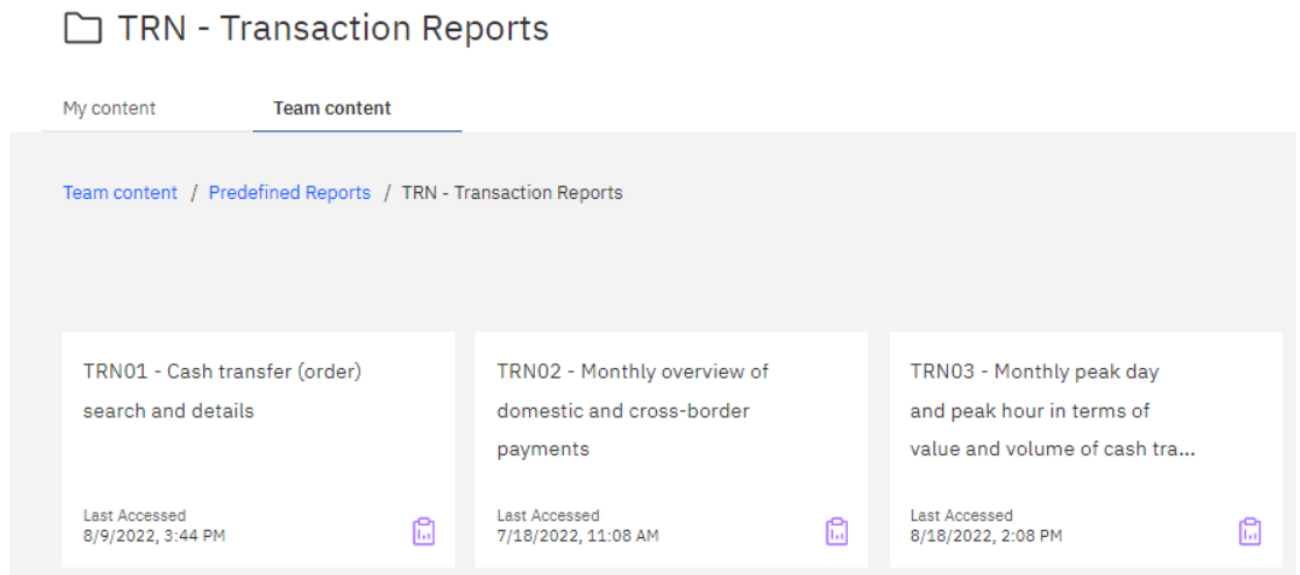 TRN - Transaction Reports
My content
Team content
Team content / Predefined Reports / TRN - Transaction Reports
TRN01 - Cash transfer (order)
search and details
Last Accessed
8/9/2022, 3:44 PM
TRN02 - Monthly overview of
domestic and cross-border
payments
Last Accessed
7/18/2022, 11:08 AM
TRN03 - Monthly peak day
and peak hour in terms of
value and volume of cash tra...
Last Accessed
8/18/2022, 2:08 PM